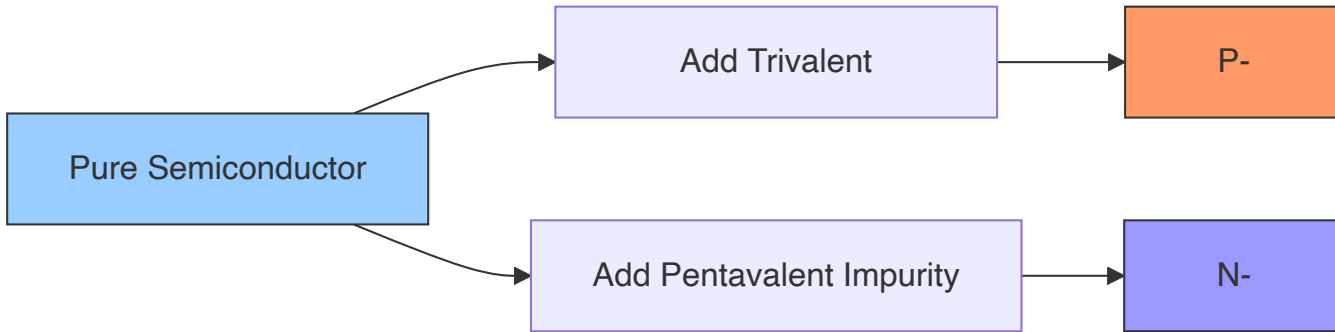 Add Trivalent
P-
Pure Semiconductor
Add Pentavalent Impurity
N-